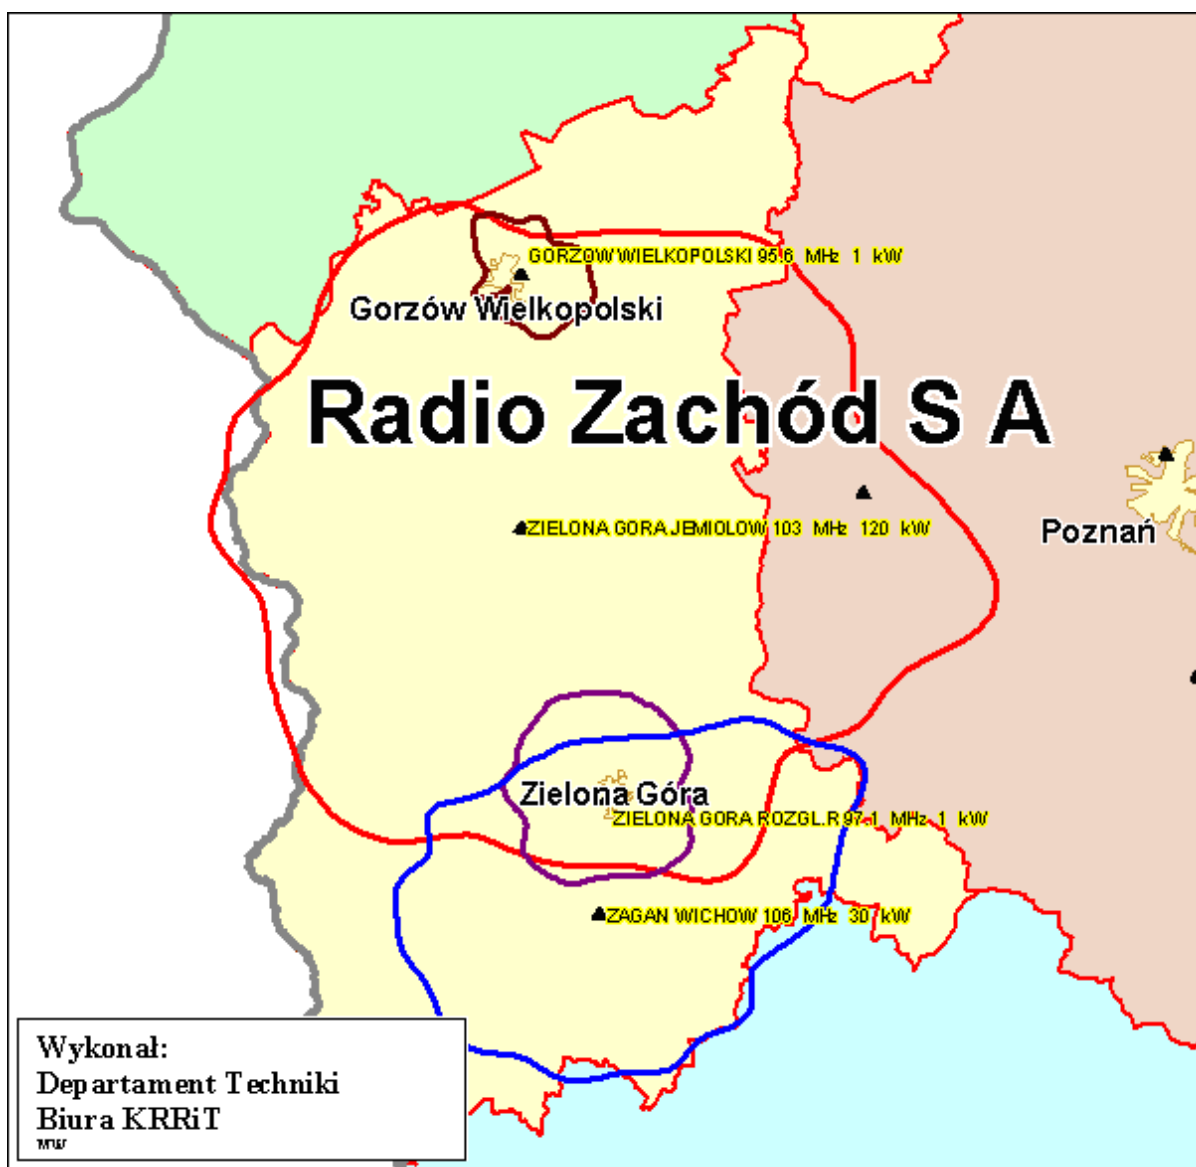 GORZOW WIELKOPOLSKI 95.6 MHz 1 kW
Gorzów Wielkopolski
Radio Zachód S A
ZIELONA GORA JEMIOLOW 103 MHz 120 kW
Poznań
Zielona Góra
ZIELONA GORA ROZGL.R 97.1 MHz 1 kW
ZAGAN WICHOW 106 MHz 30 kW
Wykonał:
Departament Techniki
Biura KRRiT
MW